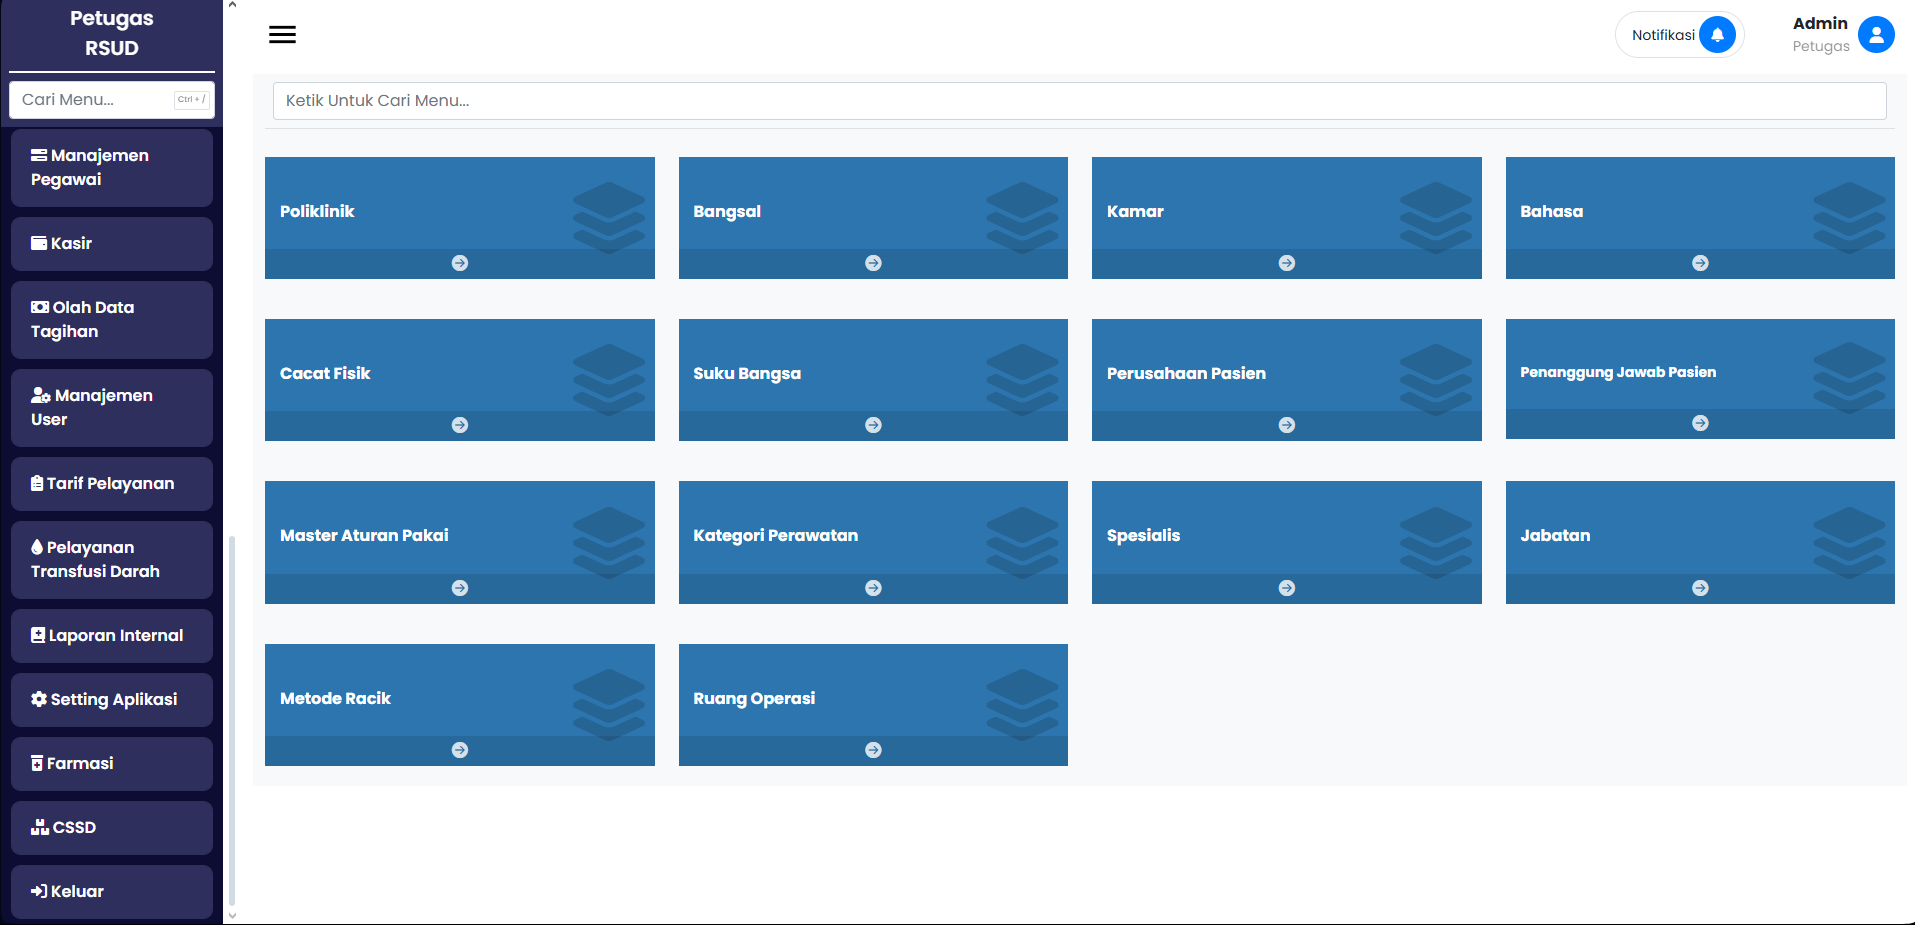 Petugas
RSUD
Cari Menu...
Ctrl + /
Manajemen
Pegawai
Kasir
Olah Data
Tagihan
Manajemen
User
Tarif Pelayanan
Pelayanan
Transfusi Darah
Laporan Internal
Setting Aplikasi
Farmasi
CSSD
Keluar
Notifikasi
Admin
Petugas
Ketik Untuk Cari Menu...
Poliklinik
Bangsal
Kamar
Bahasa
Cacat Fisik
Suku Bangsa
Perusahaan Pasien
Penanggung Jawab Pasien
Master Aturan Pakai
Kategori Perawatan
Spesialis
Jabatan
Metode Racik
Ruang Operasi